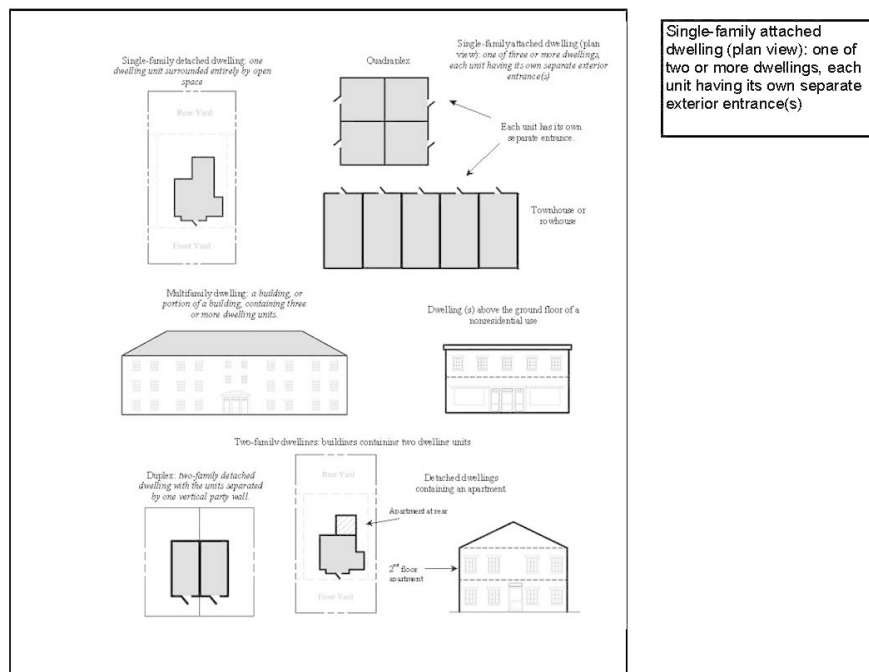 Single-family detached dwelling: one
dwelling unit surrounded entirely by open
space
Rear Yard
Front Yard
Quadraplex
Single-family attached dwelling (plan
view): one of three or more dwellings,
each unit having its own separate exterior
entrance(s)
Each unit has its own
separate entrance.
Townhouse or
rowhouse
Single-family attached
dwelling (plan view): one of
two or more dwellings, each
unit having its own separate
exterior entrance(s)
Multifamily dwelling: a building, or
portion of a building, containing three
or more dwelling units.
Dwelling (s) above the ground floor of a
nonresidential use
Two-family dwellings: buildings containing two dwelling units
Duplex: two-family detached
dwelling with the units separated
by one vertical party wall.
Rear Yard
Front Yard
Detached dwellings
containing an apartment
Apartment at rear
2nd floor
apartment